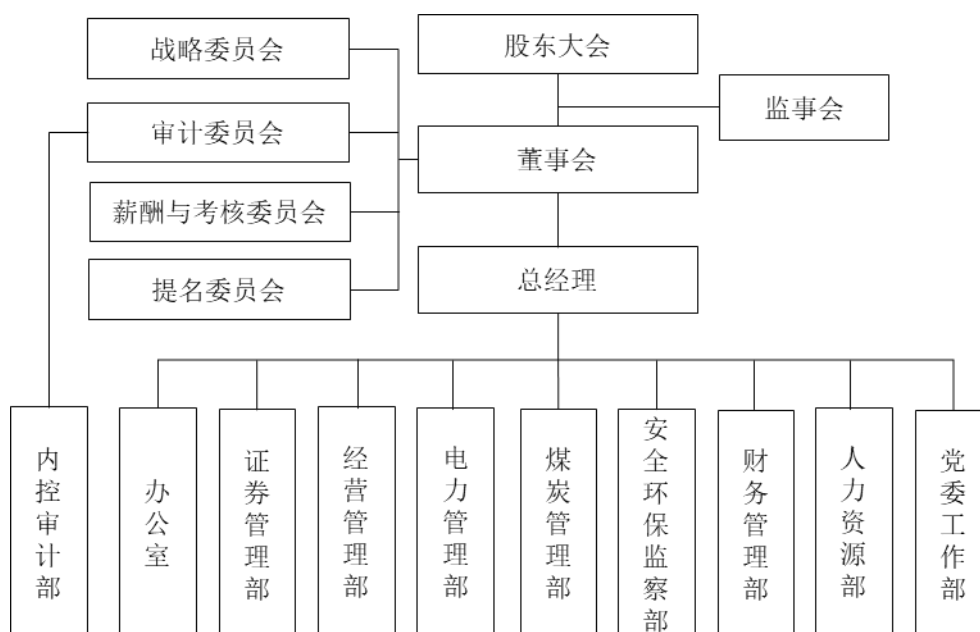 战略委员会
股东大会
监事会
审计委员会
董事会
薪酬与考核委员会
总经理
提名委员会
内控审计部
办公室
证券管理部
经营管理部
电力管理部
煤炭管理部
安全环保监察部
财务管理部
人力资源部
党委工作部